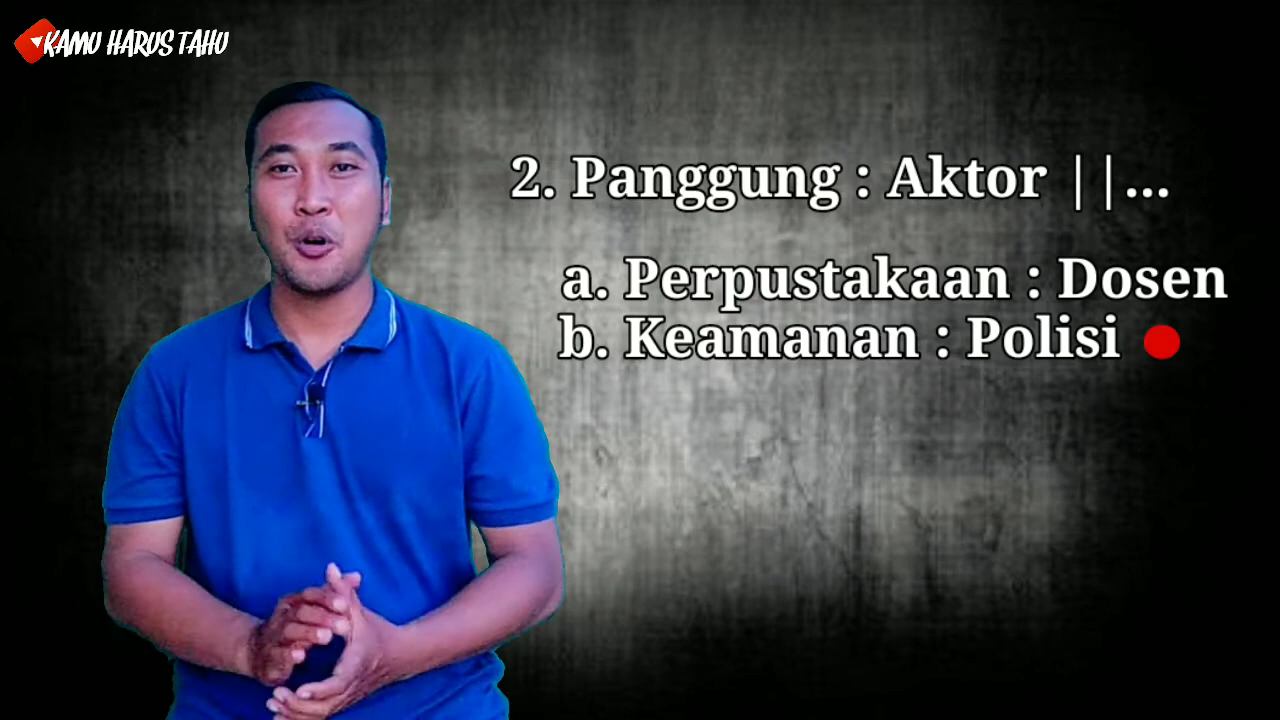 KAMU HARUS TAHU
2. Panggung : Aktor ||...
a. Perpustakaan : Dosen
b. Keamanan : Polisi